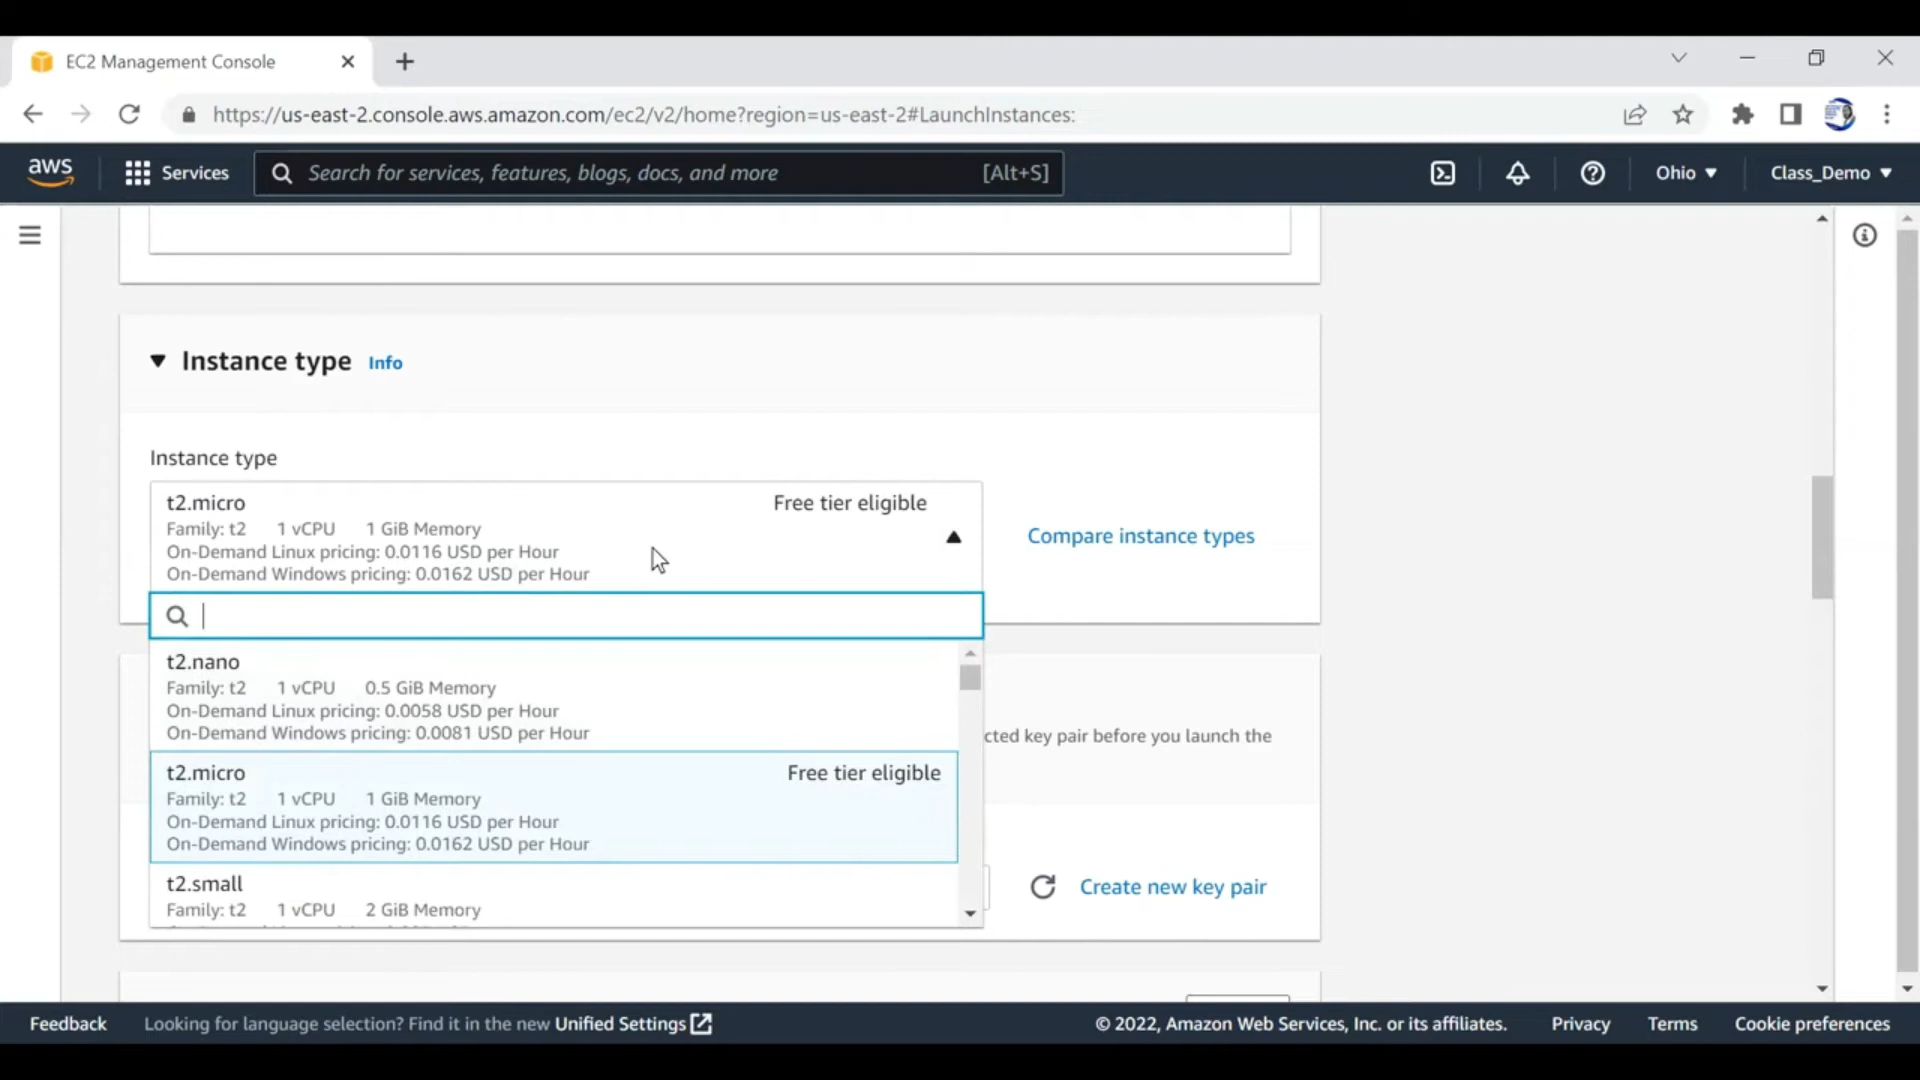 EC2 Management Console
https://us-east-2.console.aws.amazon.com/ec2/v2/home?region=us-east-2#LaunchInstances:
aws
Services
Search for services, features, blogs, docs, and more [Alt+S]
Ohio
Class_Demo
Instance type Info
Instance type
t2.micro Free tier eligible
Family: t2 1 vCPU 1 GiB Memory
On-Demand Linux pricing: 0.0116 USD per Hour
On-Demand Windows pricing: 0.0162 USD per Hour
Compare instance types
t2.nano
Family: t2 1 vCPU 0.5 GiB Memory
On-Demand Linux pricing: 0.0058 USD per Hour
On-Demand Windows pricing: 0.0081 USD per Hour
cted key pair before you launch the
t2.micro Free tier eligible
Family: t2 1 vCPU 1 GiB Memory
On-Demand Linux pricing: 0.0116 USD per Hour
On-Demand Windows pricing: 0.0162 USD per Hour
t2.small
Family: t2 1 vCPU 2 GiB Memory
Create new key pair
Feedback
Looking for language selection? Find it in the new Unified Settings
© 2022, Amazon Web Services, Inc. or its affiliates.
Privacy
Terms
Cookie preferences